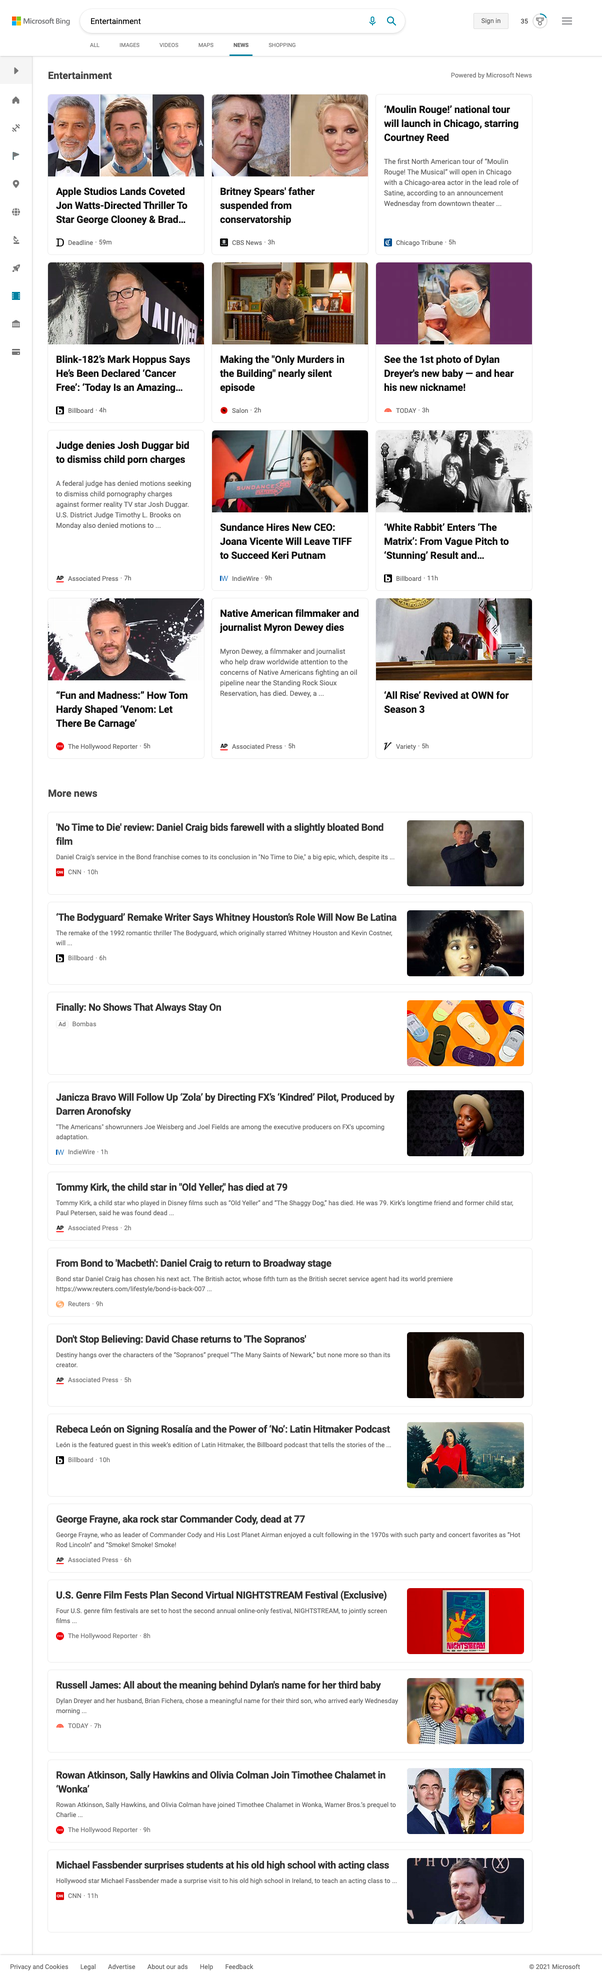 Microsoft Bing
Entertainment
Sign in
35
ALL IMAGES VIDEOS MAPS NEWS SHOPPING
Entertainment
Powered by Microsoft News
Apple Studios Lands Coveted
Jon Watts-Directed Thriller To
Star George Clooney & Brad...
Deadline · 59m
Britney Spears' father
suspended from
conservatorship
CBS News · 3h
‘Moulin Rouge!’ national tour
will launch in Chicago, starring
Courtney Reed
The first North American tour of “Moulin
Rouge! The Musical” will open in Chicago
with a Chicago-area actor in the lead role of
Satine, according to an announcement
Wednesday from downtown theater ...
Chicago Tribune · 5h
Blink-182’s Mark Hoppus Says
He’s Been Declared ‘Cancer
Free’: ‘Today Is an Amazing...
Billboard · 4h
Making the "Only Murders in
the Building" nearly silent
episode
Salon · 2h
See the 1st photo of Dylan
Dreyer's new baby — and hear
his new nickname!
TODAY · 3h
Judge denies Josh Duggar bid
to dismiss child porn charges
A federal judge has denied motions seeking
to dismiss child pornography charges
against former reality TV star Josh Duggar.
U.S. District Judge Timothy L. Brooks on
Monday also denied motions to ...
AP Associated Press · 7h
SUNDANCE
Sundance Hires New CEO:
Joana Vicente Will Leave TIFF
to Succeed Keri Putnam
IW IndieWire · 9h
‘White Rabbit’ Enters ‘The
Matrix’: From Vague Pitch to
‘Stunning’ Result and...
Billboard · 11h
“Fun and Madness:” How Tom
Hardy Shaped ‘Venom: Let
There Be Carnage’
The Hollywood Reporter · 5h
Native American filmmaker and
journalist Myron Dewey dies
Myron Dewey, a filmmaker and journalist
who help draw worldwide attention to the
concerns of Native Americans fighting an oil
pipeline near the Standing Rock Sioux
Reservation, has died. Dewey, a ...
AP Associated Press · 5h
‘All Rise’ Revived at OWN for
Season 3
Variety · 5h
More news
'No Time to Die' review: Daniel Craig bids farewell with a slightly bloated Bond
film
Daniel Craig's service in the Bond franchise comes to its conclusion in "No Time to Die," a big epic, which, despite its ...
CNN · 10h
‘The Bodyguard’ Remake Writer Says Whitney Houston’s Role Will Now Be Latina
The remake of the 1992 romantic thriller The Bodyguard, which originally starred Whitney Houston and Kevin Costner,
will ...
Billboard · 6h
Finally: No Shows That Always Stay On
Ad Bombas
Janicza Bravo Will Follow Up ‘Zola’ by Directing FX’s ‘Kindred’ Pilot, Produced by
Darren Aronofsky
"The Americans" showrunners Joe Weisberg and Joel Fields are among the executive producers on FX's upcoming
adaptation.
IW IndieWire · 1h
Tommy Kirk, the child star in "Old Yeller," has died at 79
Tommy Kirk, a child star who played in Disney films such as “Old Yeller” and “The Shaggy Dog,” has died. He was 79. Kirk's longtime friend and former child star,
Paul Petersen, said he was found dead ...
AP Associated Press · 2h
From Bond to 'Macbeth': Daniel Craig to return to Broadway stage
Bond star Daniel Craig has chosen his next act. The British actor, whose fifth turn as the British secret service agent had its world premiere
https://www.reuters.com/lifestyle/bond-is-back-007 ...
Reuters · 9h
Don't Stop Believing: David Chase returns to 'The Sopranos'
Destiny hangs over the characters of the “Sopranos” prequel “The Many Saints of Newark,” but none more so than its
creator.
AP Associated Press · 5h
Rebeca León on Signing Rosalía and the Power of ‘No’: Latin Hitmaker Podcast
León is the featured guest in this week's edition of Latin Hitmaker, the Billboard podcast that tells the stories of the ...
Billboard · 10h
George Frayne, aka rock star Commander Cody, dead at 77
George Frayne, who as leader of Commander Cody and His Lost Planet Airman enjoyed a cult following in the 1970s with such party and concert favorites as “Hot
Rod Lincoln” and “Smoke! Smoke! Smoke!
AP Associated Press · 6h
U.S. Genre Film Fests Plan Second Virtual NIGHTSTREAM Festival (Exclusive)
Four U.S. genre film festivals are set to host the second annual online-only festival, NIGHTSTREAM, to jointly screen
films ...
The Hollywood Reporter · 8h
NIGHTSTREAM
Russell James: All about the meaning behind Dylan's name for her third baby
Dylan Dreyer and her husband, Brian Fichera, chose a meaningful name for their third son, who arrived early Wednesday
morning ...
TODAY · 7h
Rowan Atkinson, Sally Hawkins and Olivia Colman Join Timothee Chalamet in
‘Wonka’
Rowan Atkinson, Sally Hawkins, and Olivia Colman have joined Timothee Chalamet in Wonka, Warner Bros.'s prequel to
Charlie ...
The Hollywood Reporter · 9h
Michael Fassbender surprises students at his old high school with acting class
Hollywood star Michael Fassbender made a surprise visit to his old high school in Ireland, to teach an acting class to ...
CNN · 11h
Privacy and Cookies Legal Advertise About our ads Help Feedback
© 2021 Microsoft